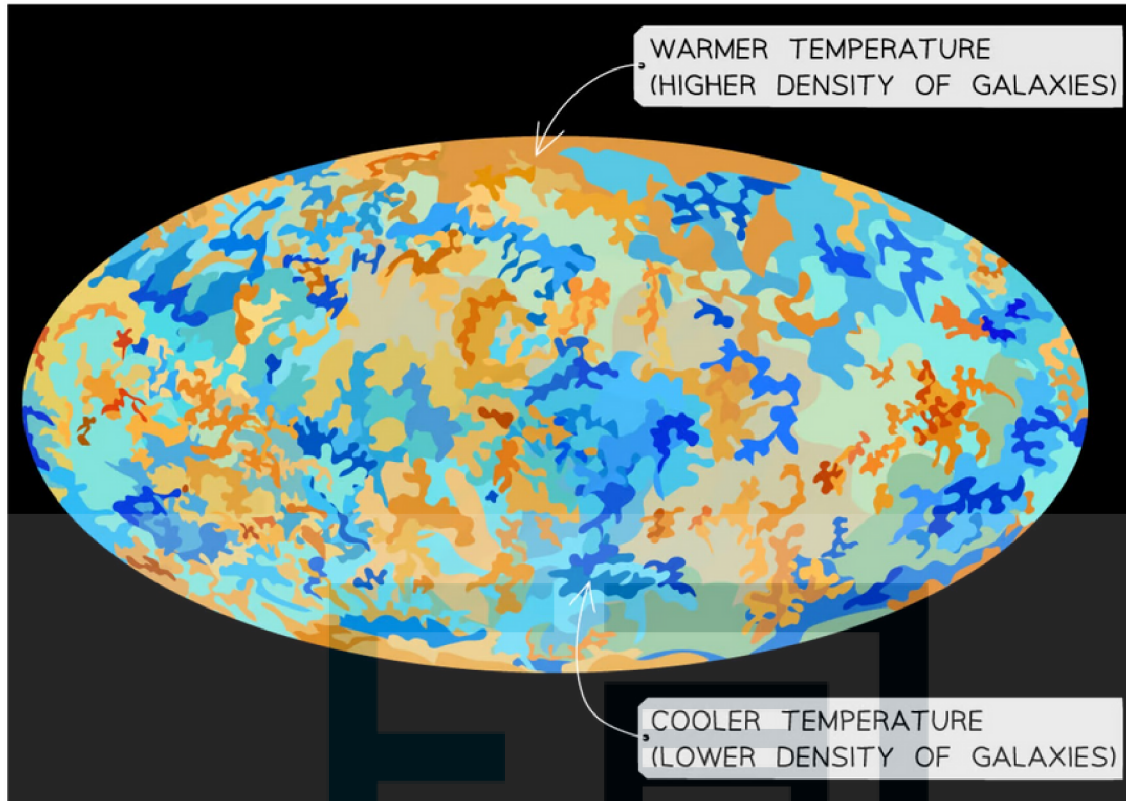 WARMER TEMPERATURE
(HIGHER DENSITY OF GALAXIES)
COOLER TEMPERATURE
(LOWER DENSITY OF GALAXIES)